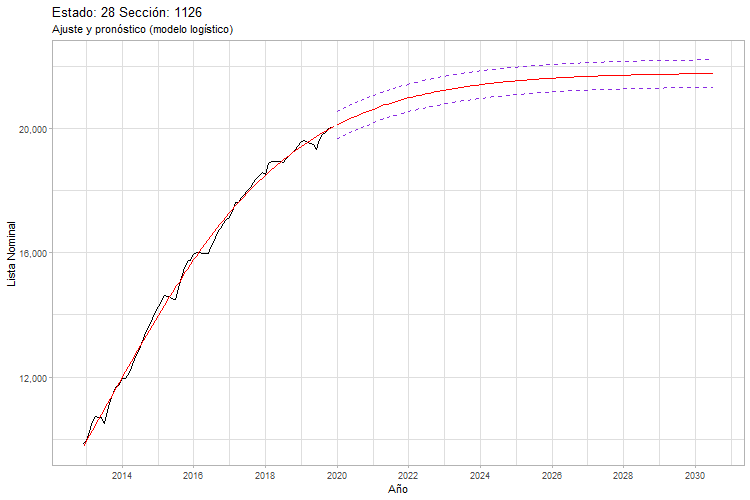 Estado: 28 Sección: 1126
Ajuste y pronóstico (modelo logístico)
20,000
16,000
12,000
Lista Nominal
2014 2016 2018 2020 2022 2024 2026 2028 2030
Año